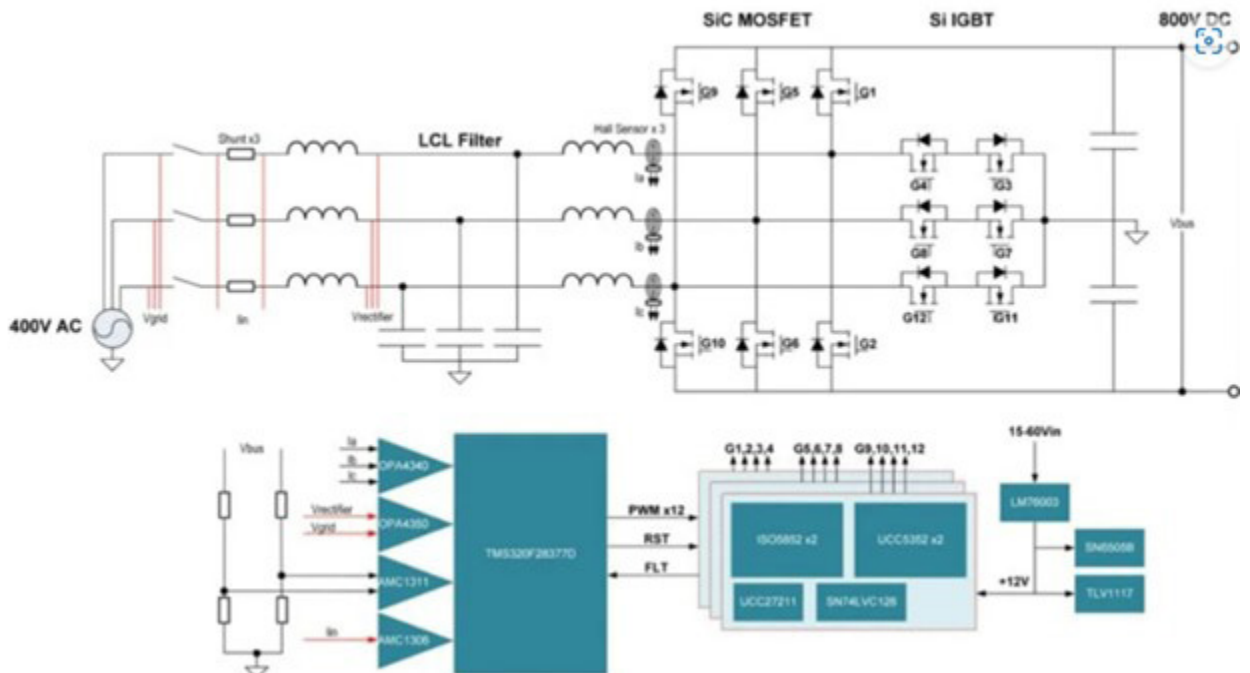 SiC MOSFET
Si IGBT
800V DC
G9
G5
G1
Shunt x3
LCL Filter
Hall Sensor x 3
Ia
G4
G3
Ib
G8
G7
Vbus
Ic
G12
G11
400V AC
Vgrid
Iin
Vrectifier
G10
G6
G2
Vbus
Ia
Ib
Ic
OPA4340
Vrectifier
Vgrid
OPA4350
AMC1311
Iin
AMC1306
TMS320F28377D
PWM x12
RST
FLT
G1,2,3,4
G5,6,7,8
G9,10,11,12
ISO5852 x2
UCC5352 x2
UCC27211
SN74LVC126
15-60Vin
LM76003
SN6505B
+12V
TLV1117